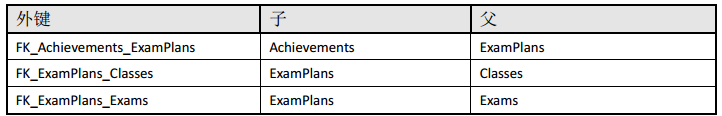 外键 子 父
FK_Achievements_ExamPlans Achievements ExamPlans
FK_ExamPlans_Classes ExamPlans Classes
FK_ExamPlans_Exams ExamPlans Exams